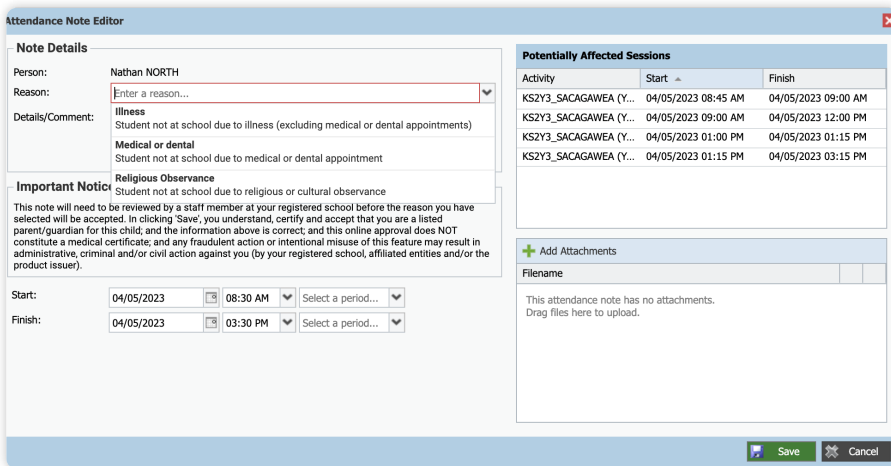 Attendance Note Editor
Note Details
Person: Nathan NORTH
Reason: Enter a reason...
Details/Comment:
Illness
Student not at school due to illness (excluding medical or dental appointments)
Medical or dental
Student not at school due to medical or dental appointment
Religious Observance
Student not at school due to religious or cultural observance
Important Notice
This note will need to be reviewed by a staff member at your registered school before the reason you have
selected will be accepted. In clicking 'Save', you understand, certify and accept that you are a listed
parent/guardian for this child; and the information above is correct; and this online approval does NOT
constitute a medical certificate; and any fraudulent action or intentional misuse of this feature may result in
administrative, criminal and/or civil action against you (by your registered school, affiliated entities and/or the
product issuer).
Start: 04/05/2023 08:30 AM Select a period...
Finish: 04/05/2023 03:30 PM Select a period...
Potentially Affected Sessions
Activity Start Finish
KS2Y3_SACAGAWEA (Y... 04/05/2023 08:45 AM 04/05/2023 09:00 AM
KS2Y3_SACAGAWEA (Y... 04/05/2023 09:00 AM 04/05/2023 12:00 PM
KS2Y3_SACAGAWEA (Y... 04/05/2023 01:00 PM 04/05/2023 01:15 PM
KS2Y3_SACAGAWEA (Y... 04/05/2023 01:15 PM 04/05/2023 03:15 PM
Add Attachments
Filename
This attendance note has no attachments.
Drag files here to upload.
Save Cancel